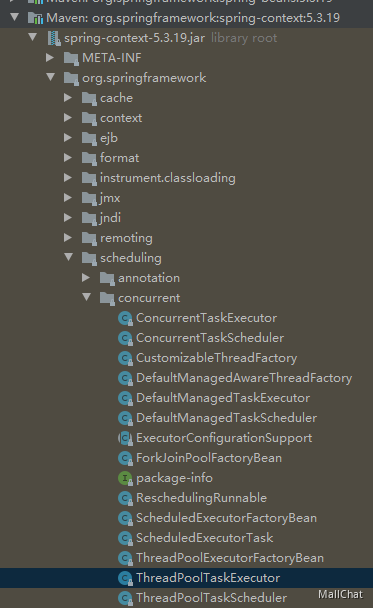 Maven: org.springframework:spring-context:5.3.19
spring-context-5.3.19.jar library root
META-INF
org.springframework
cache
context
ejb
format
instrument.classloading
jmx
jndi
remoting
scheduling
annotation
concurrent
ConcurrentTaskExecutor
ConcurrentTaskScheduler
CustomizableThreadFactory
DefaultManagedAwareThreadFactory
DefaultManagedTaskExecutor
DefaultManagedTaskScheduler
ExecutorConfigurationSupport
ForkJoinPoolFactoryBean
package-info
ReschedulingRunnable
ScheduledExecutorFactoryBean
ScheduledExecutorTask
ThreadPoolExecutorFactoryBean
ThreadPoolTaskExecutor
ThreadPoolTaskScheduler
MallChat